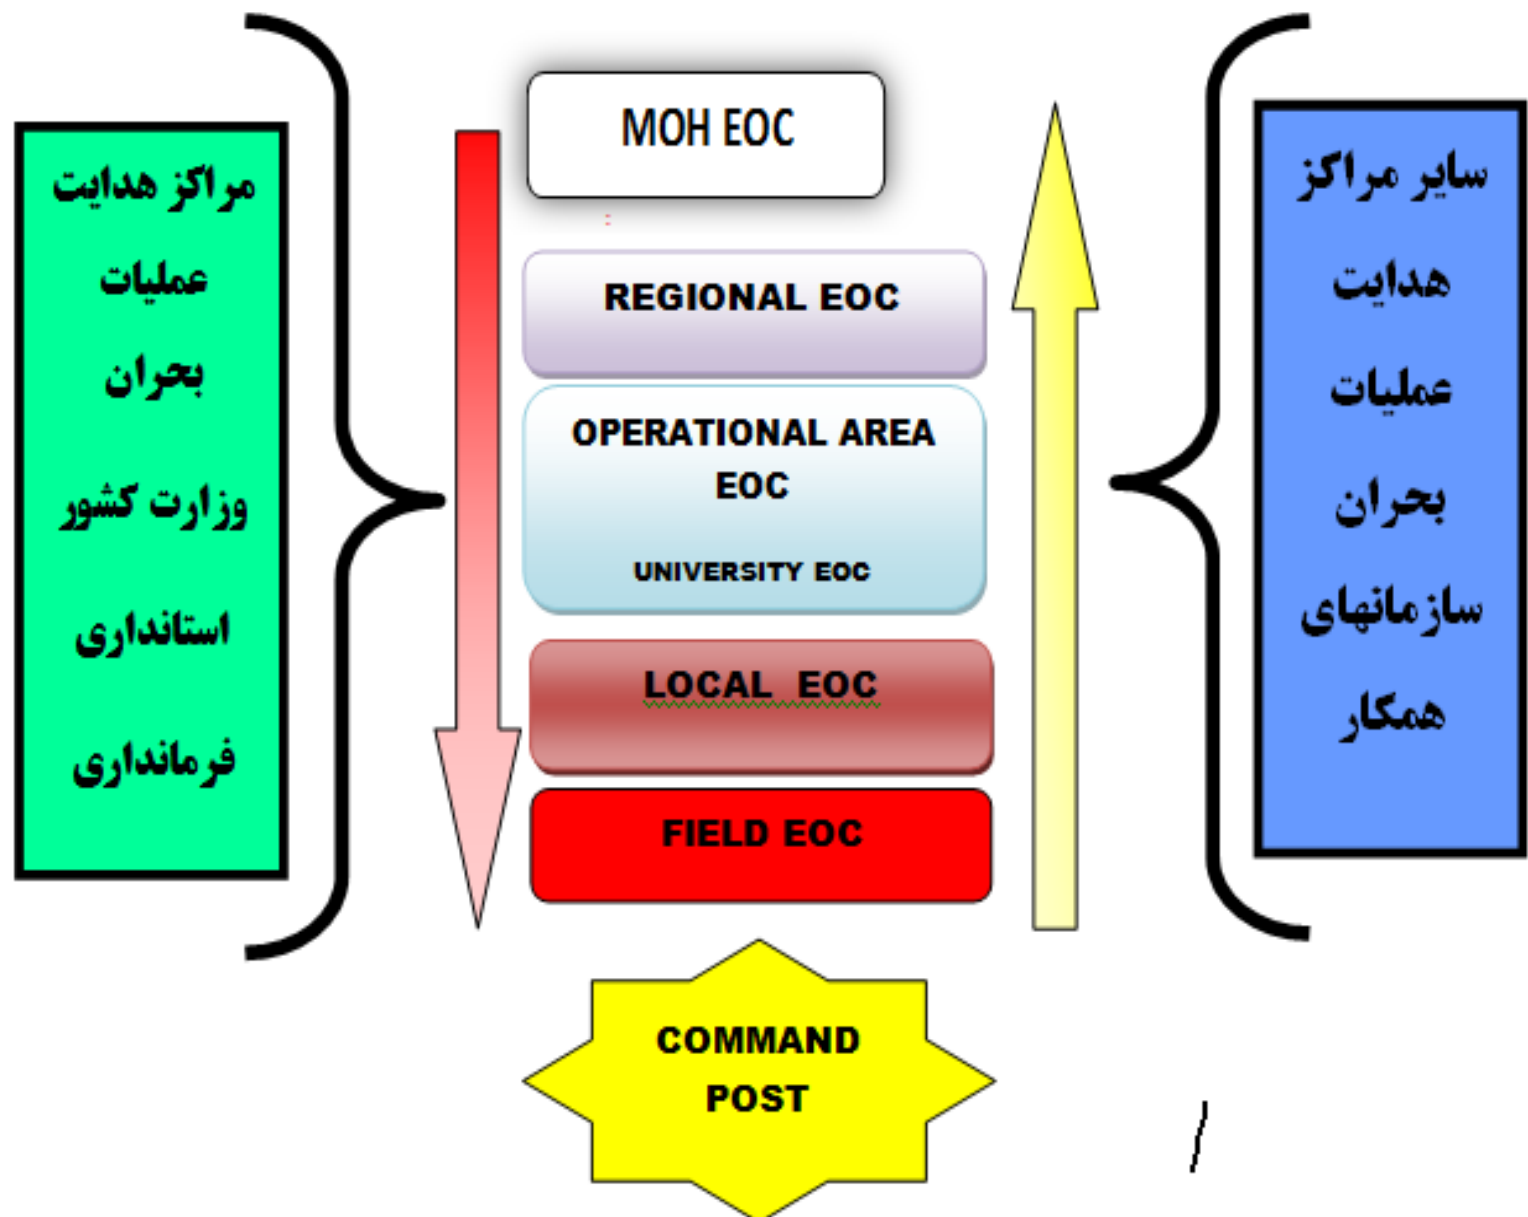 مراکز هدایت
عملیات
بحران
وزارت کشور
استانداری
فرمانداری
MOH EOC
:
REGIONAL EOC
OPERATIONAL AREA
EOC
UNIVERSITY EOC
LOCAL EOC
FIELD EOC
COMMAND
POST
سایر مراکز
هدایت
عملیات
بحران
سازمانهای
همکار
/